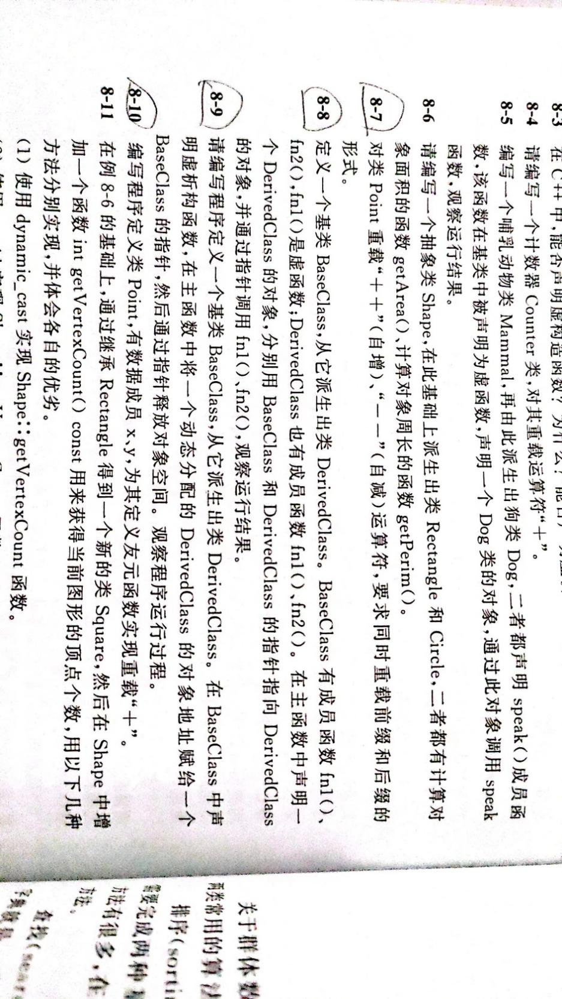 8-3 在 C++中,能否声明虚构造函数?为什么?能否
8-4 请编写一个计数器 Counter 类,对其重载运算符“+”。
8-5 编写一个哺乳动物类 Mammal,再由此派生出狗类 Dog,二者都声明 speak()成员函
数,该函数在基类中被声明为虚函数,声明一个 Dog 类的对象,通过此对象调用 speak
函数,观察运行结果。
8-6 请编写一个抽象类 Shape,在此基础上派生出类 Rectangle 和 Circle,二者都有计算对
象面积的函数 getArea()、计算对象周长的函数 getPerim()。
8-7 对类 Point 重载“++”(自增)、“--”(自减)运算符,要求同时重载前缀和后缀的
形式。
8-8 定义一个基类 BaseClass,从它派生出类 DerivedClass。BaseClass 有成员函数 fn1()、
fn2(),fn1()是虚函数;DerivedClass 也有成员函数 fn1()、fn2()。在主函数中声明一
个 DerivedClass 的对象,分别用 BaseClass 和 DerivedClass 的指针指向 DerivedClass
的对象,并通过指针调用 fn1()、fn2(),观察运行结果。
8-9 请编写程序定义一个基类 BaseClass,从它派生出类 DerivedClass。在 BaseClass 中声
明虚析构函数,在主函数中将一个动态分配的 DerivedClass 的对象地址赋给一个
BaseClass 的指针,然后通过指针释放对象空间。观察程序运行过程。
8-10 编写程序定义类 Point,有数据成员 x、y,为其定义友元函数实现重载“+”。
8-11 在例 8-6 的基础上,通过继承 Rectangle 得到一个新的类 Square,然后在 Shape 中增
加一个函数 int getVertexCount() const 用来获得当前图形的顶点个数,用以下几种
方法分别实现,并体会各自的优劣。
(1) 使用 dynamic_cast 实现 Shape::getVertexCount 函数。
关于群体数
两类常用的算法
排序(sorti
需要完成两种
方法有很多,在
方法。
查找(sear